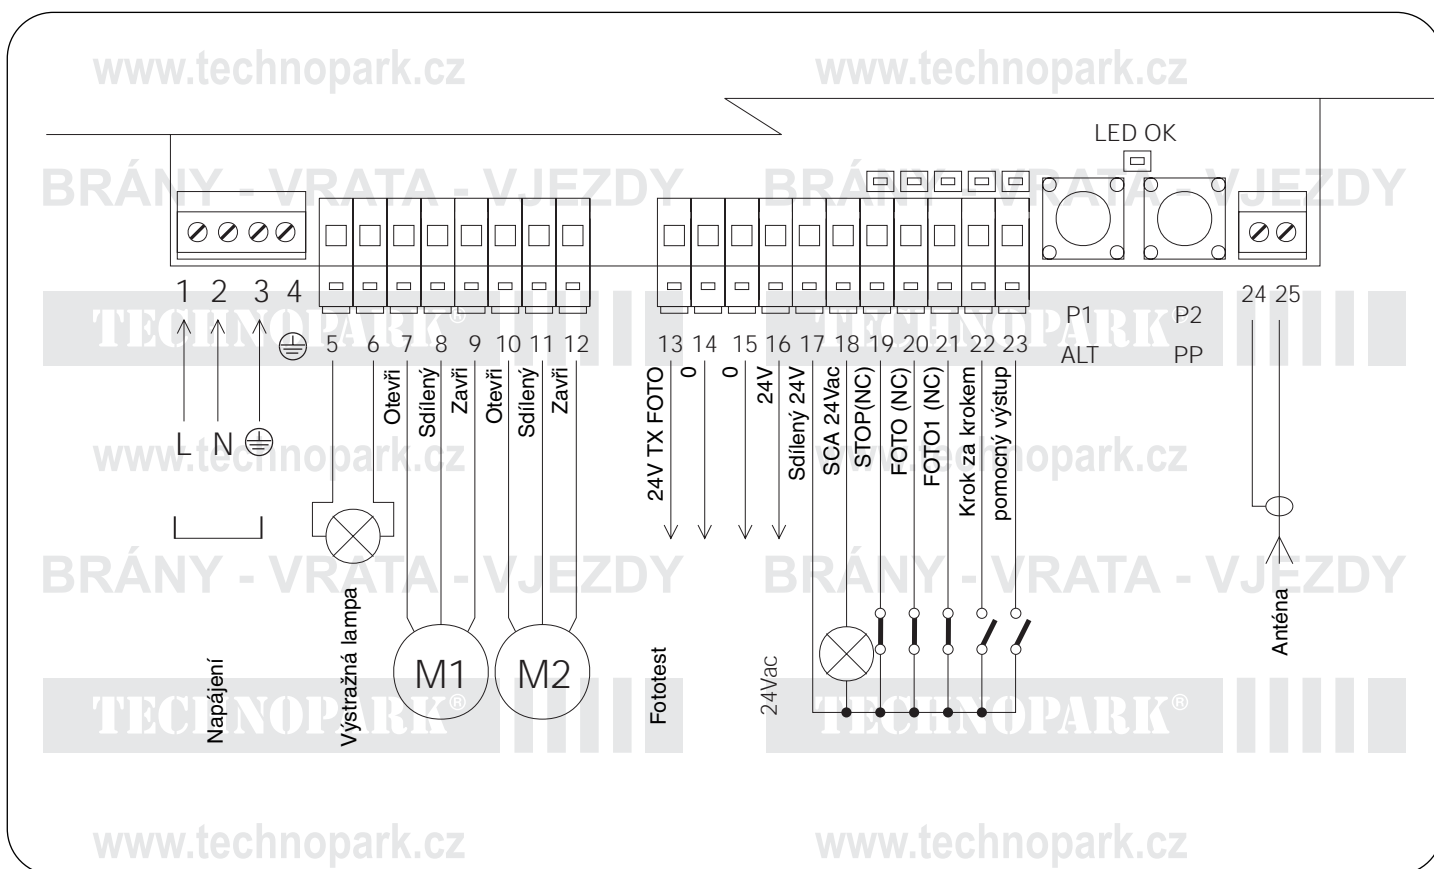 www.technopark.cz www.technopark.cz
LED OK
BRÁNY - VRATA - VJEZDY BRÁNY - VRATA - VJEZDY
1 2 3 4
24 25
TECHNOPARK® TECHNOPARK®
P1 P2
5 6 7 8 9 10 11 12 13 14 15 16 17 18 19 20 21 22 23
ALT PP
Otevři
Sdílený
Zavři
Otevři
Sdílený
Zavři
24V TX FOTO
0
0
24V
Sdílený 24V
SCA 24Vac
STOP(NC)
FOTO (NC)
FOTO1 (NC)
Krok za krokem
pomocný výstup
L N
www.technopark.cz www.technopark.cz
BRÁNY - VRATA - VJEZDY BRÁNY - VRATA - VJEZDY
Napájení
Výstražná lampa
M1 M2
Fototest
24Vac
Anténa
TECHNOPARK® TECHNOPARK®
www.technopark.cz www.technopark.cz